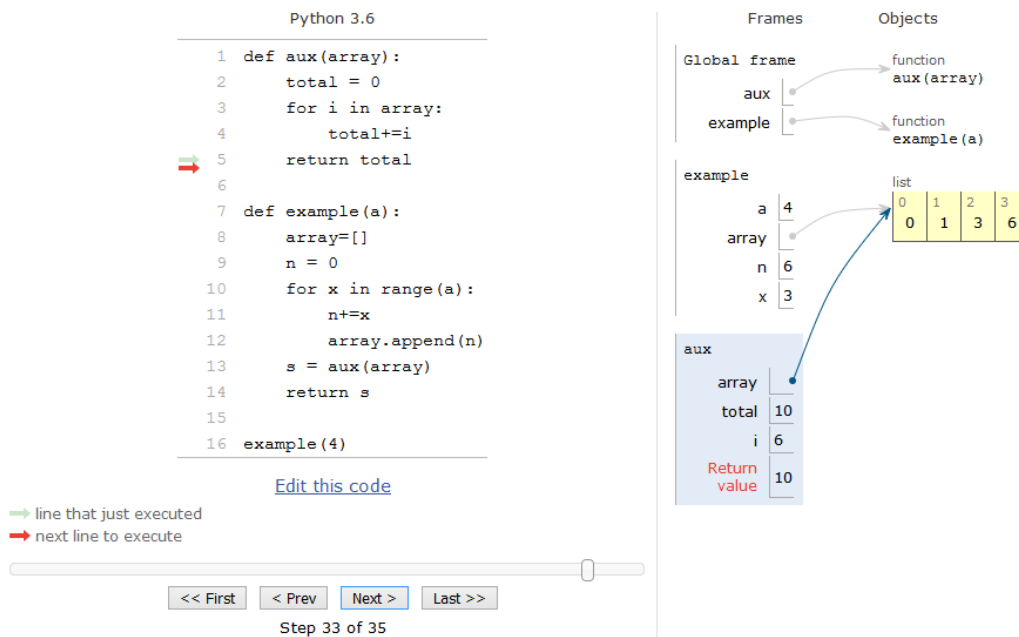 Python 3.6
1 def aux(array):
2     total = 0
3     for i in array:
4         total+=i
5     return total
6
7 def example(a):
8     array=[]
9     n = 0
10     for x in range(a):
11         n+=x
12         array.append(n)
13     s = aux(array)
14     return s
15
16 example(4)
Edit this code
line that just executed
next line to execute
<< First < Prev Next > Last >>
Step 33 of 35
Frames Objects
Global frame
aux
example
function
aux(array)
function
example(a)
example
a 4
array
n 6
x 3
list
0 1 2 3
0 1 3 6
aux
array
total 10
i 6
Return
value 10